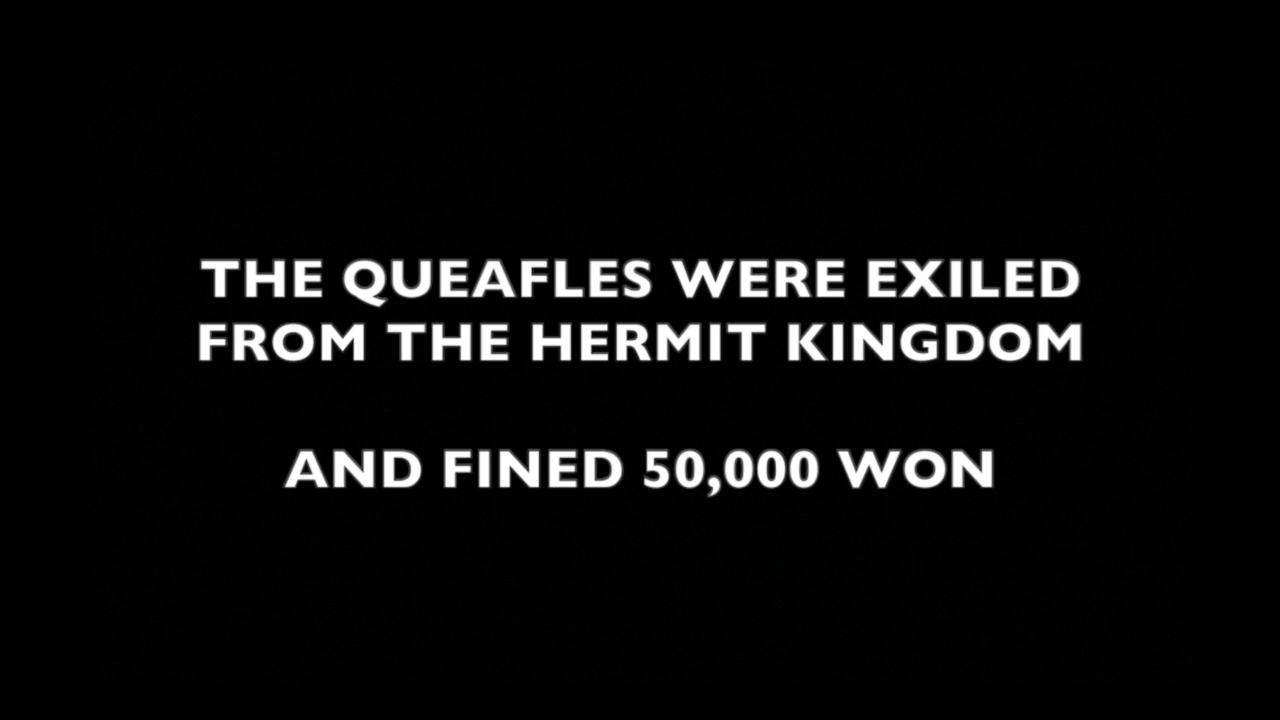 THE QUEAFLES WERE EXILED
FROM THE HERMIT KINGDOM
AND FINED 50,000 WON